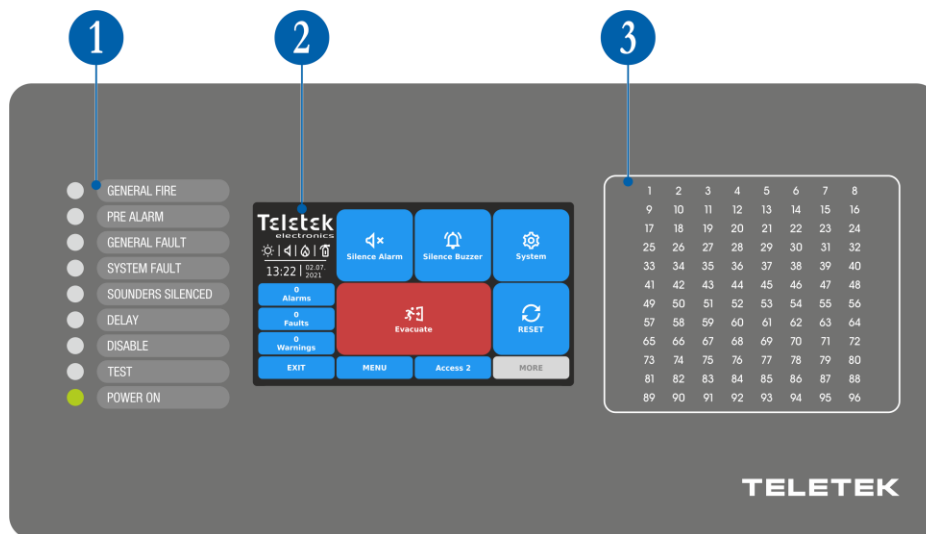 1 2 3
GENERAL FIRE
PRE ALARM
GENERAL FAULT
SYSTEM FAULT
SOUNDERS SILENCED
DELAY
DISABLE
TEST
POWER ON
Teletek
electronics
13:22 02.07.
2021
0
Alarms
0
Faults
0
Warnings
Silence Alarm
Silence Buzzer
System
Evacuate
RESET
EXIT MENU Access 2 MORE
1 2 3 4 5 6 7 8
9 10 11 12 13 14 15 16
17 18 19 20 21 22 23 24
25 26 27 28 29 30 31 32
33 34 35 36 37 38 39 40
41 42 43 44 45 46 47 48
49 50 51 52 53 54 55 56
57 58 59 60 61 62 63 64
65 66 67 68 69 70 71 72
73 74 75 76 77 78 79 80
81 82 83 84 85 86 87 88
89 90 91 92 93 94 95 96
TELETEK